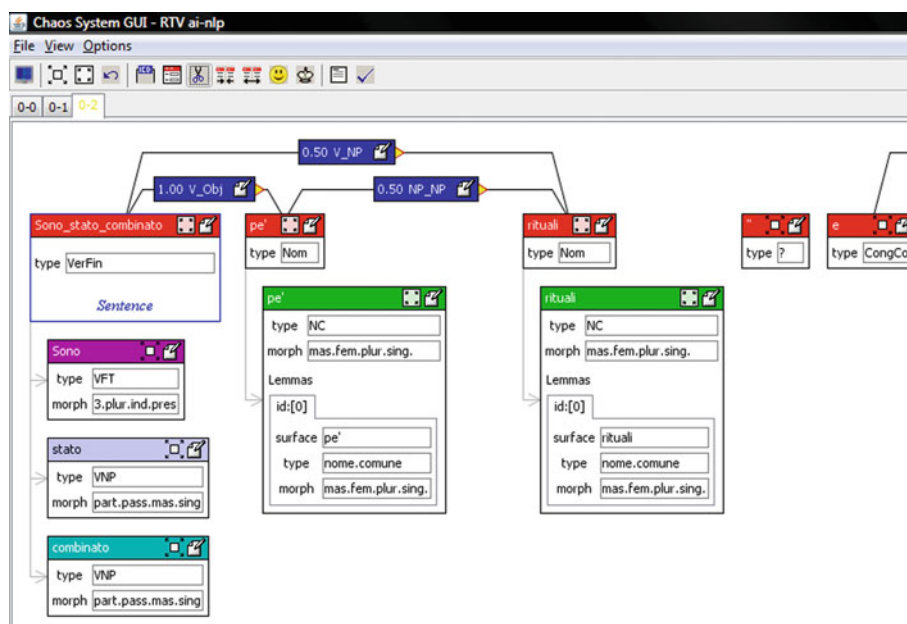 Chaos System GUI - RTV ai-nlp
File View Options
0-0 0-1 0-2
0.50 V_NP
1.00 V_Obj 0.50 NP_NP
Sono_stato_combinato pe' rituali " e
type VerFin type Nom type Nom type ? type CongCo
Sentence
pe' rituali
type NC type NC
morph mas.fem.plur.sing. morph mas.fem.plur.sing.
Sono
type VFT
morph 3.plur.ind.pres
Lemmas Lemmas
id:[0] id:[0]
surface pe' surface rituali
type nome.comune type nome.comune
morph mas.fem.plur.sing. morph mas.fem.plur.sing.
stato
type VNP
morph part.pass.mas.sing
combinato
type VNP
morph part.pass.mas.sing